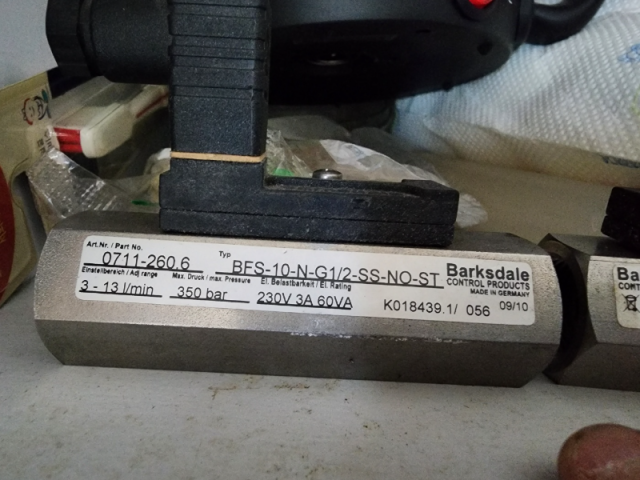 Art.Nr. / Part No. Typ
0711-260.6 BFS-10-N-G1/2-SS-NO-ST
Einstellbereich / Adj range Max. Druck / max. Pressure El. Belastbarkeit / El. Rating
3 - 13 l/min 350 bar 230V 3A 60VA
Barksdale
CONTROL PRODUCTS
MADE IN GERMANY
K018439.1/ 056 09/10